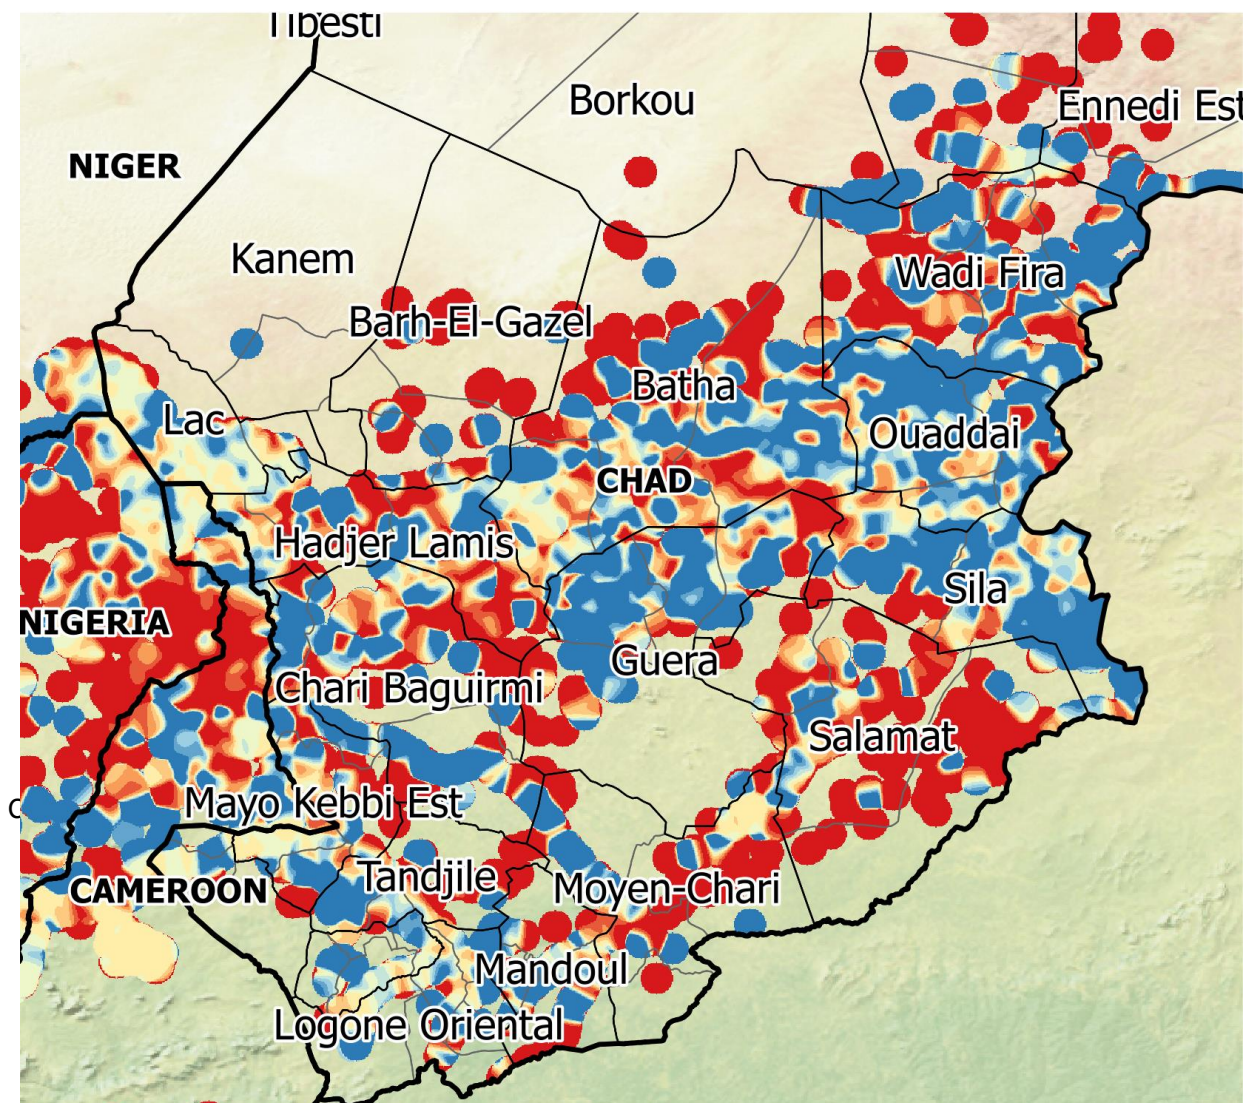 Tibesti
Borkou
Ennedi Est
NIGER
Kanem
Wadi Fira
Barh-El-Gazel
Batha
Lac
Ouaddai
CHAD
Hadjer Lamis
Sila
NIGERIA
Guera
Chari Baguirmi
Salamat
Mayo Kebbi Est
Tandjile
Moyen-Chari
CAMEROON
Mandoul
Logone Oriental